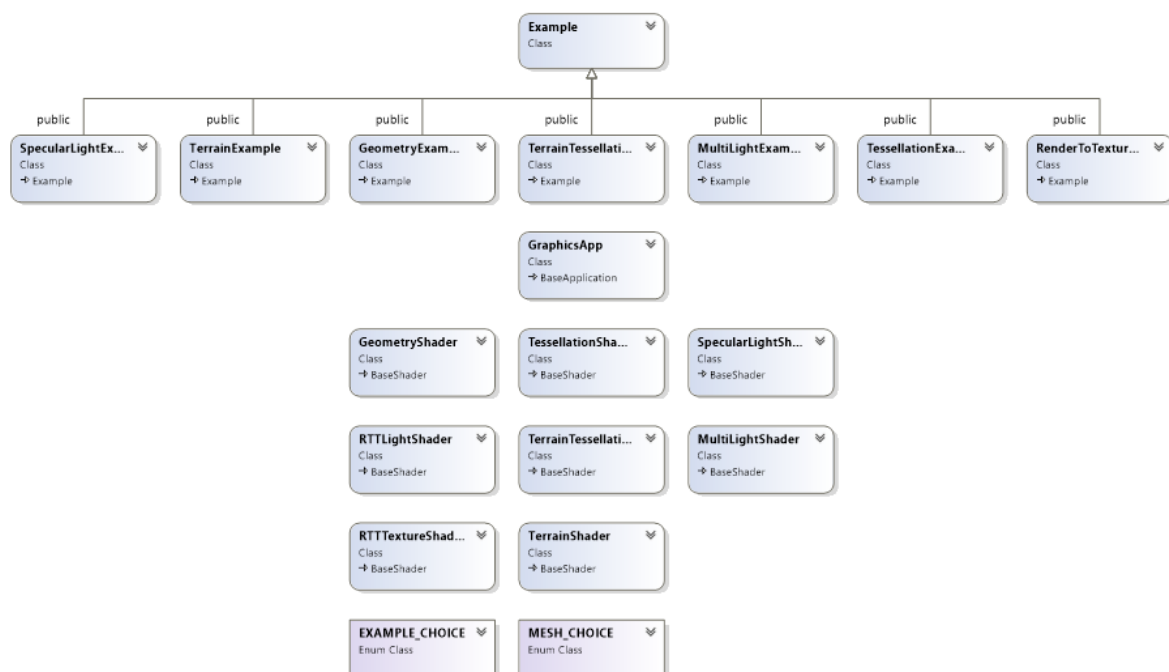 Example
Class
public public public public public public public
SpecularLightEx... TerrainExample GeometryExam... TerrainTessellati... MultiLightExam... TessellationExa... RenderToTextur...
Class Class Class Class Class Class Class
Example Example Example Example Example Example Example
GraphicsApp
Class
BaseApplication
GeometryShader TessellationSha... SpecularLightSh...
Class Class Class
BaseShader BaseShader BaseShader
RTTLightShader TerrainTessellati... MultiLightShader
Class Class Class
BaseShader BaseShader BaseShader
RTTTextureShad... TerrainShader
Class Class
BaseShader BaseShader
EXAMPLE_CHOICE MESH_CHOICE
Enum Class Enum Class